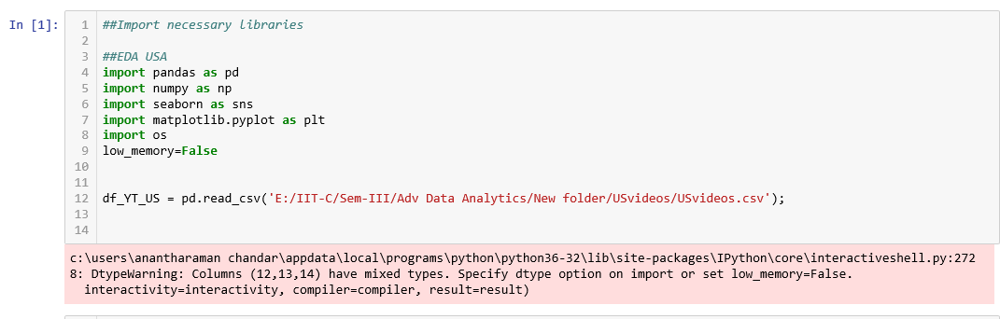 In [1]:
1 ##Import necessary libraries
2
3 ##EDA USA
4 import pandas as pd
5 import numpy as np
6 import seaborn as sns
7 import matplotlib.pyplot as plt
8 import os
9 low_memory=False
10
11
12 df_YT_US = pd.read_csv('E:/IIT-C/Sem-III/Adv Data Analytics/New folder/USvideos/USvideos.csv');
13
14
c:\users\anantharaman chandar\appdata\local\programs\python\python36-32\lib\site-packages\IPython\core\interactiveshell.py:272
8: DtypeWarning: Columns (12,13,14) have mixed types. Specify dtype option on import or set low_memory=False.
interactivity=interactivity, compiler=compiler, result=result)